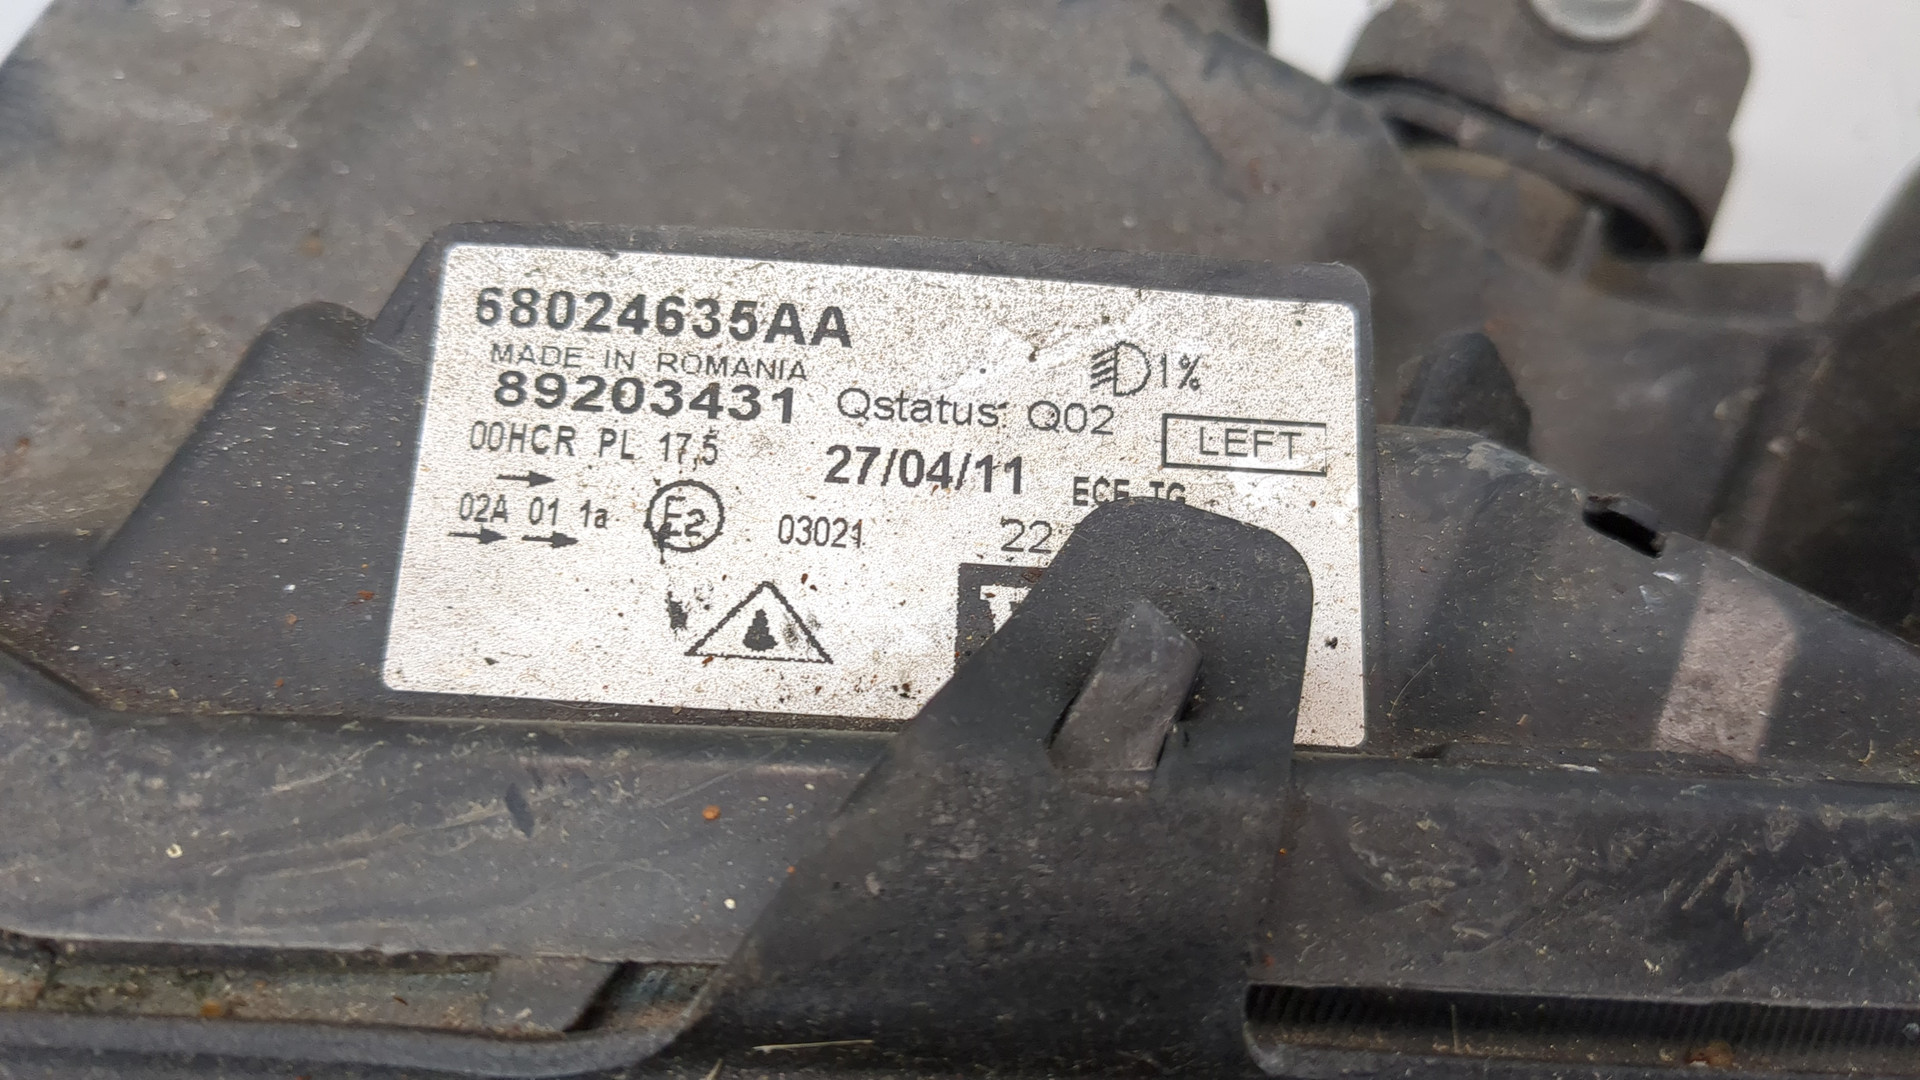 68024635AA
MADE IN ROMANIA
89203431 Qstatus Q02
1%
LEFT
00HCR PL 17,5
27/04/11
ECE
02A 01 1a E2 03021 22